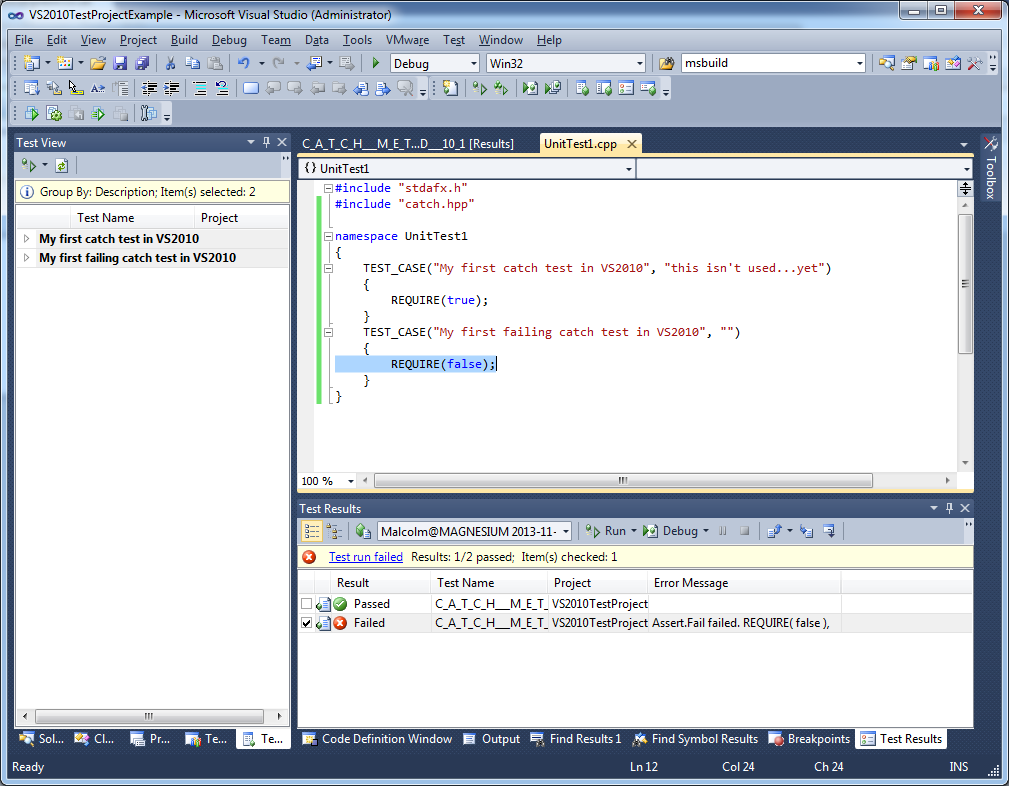 VS2010TestProjectExample - Microsoft Visual Studio (Administrator)
File Edit View Project Build Debug Team Data Tools VMware Test Window Help
Debug Win32 msbuild
Test View
Group By: Description; Item(s) selected: 2
Test Name Project
My first catch test in VS2010
My first failing catch test in VS2010
C_A_T_C_H___M_E_T...D___10_1 [Results] UnitTest1.cpp
{} UnitTest1
#include "stdafx.h"
#include "catch.hpp"
namespace UnitTest1
{
TEST_CASE("My first catch test in VS2010", "this isn't used...yet")
{
REQUIRE(true);
}
TEST_CASE("My first failing catch test in VS2010", "")
{
REQUIRE(false);
}
}
100 %
Toolbox
Test Results
Malcolm@MAGNESIUM 2013-11- Run Debug
Test run failed Results: 1/2 passed; Item(s) checked: 1
Result Test Name Project Error Message
Passed C_A_T_C_H___M_E_T_ VS2010TestProject
Failed C_A_T_C_H___M_E_T_ VS2010TestProject Assert.Fail failed. REQUIRE( false ),
Sol... Cl... Pr... Te... Te... Code Definition Window Output Find Results 1 Find Symbol Results Breakpoints Test Results
Ready Ln 12 Col 24 Ch 24 INS